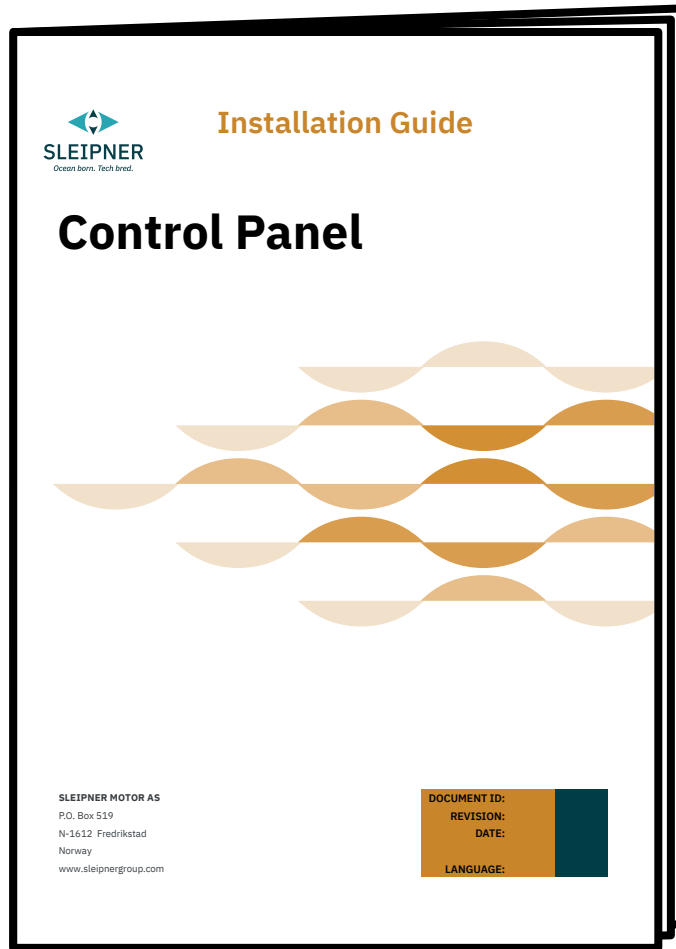 Installation Guide
SLEIPNER
Ocean born. Tech bred.
Control Panel
SLEIPNER MOTOR AS
P.O. Box 519
N-1612 Fredrikstad
Norway
www.sleipnergroup.com
DOCUMENT ID:
REVISION:
DATE:
LANGUAGE: